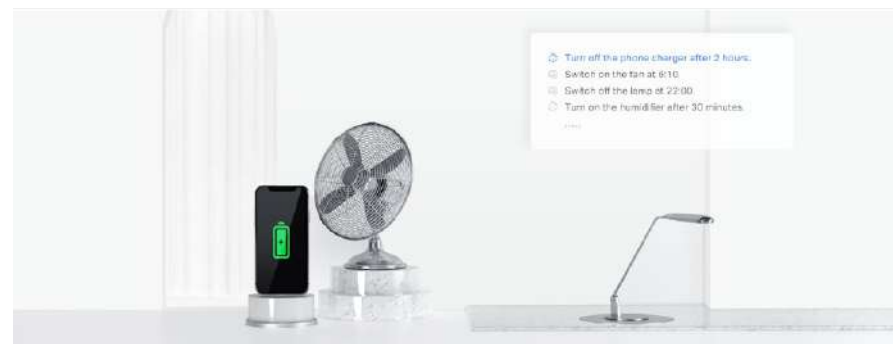 Turn off the phone charger after 2 hours.
Switch on the fan at 6:10
Switch off the lamp at 22:00
Turn on the humidifier after 30 minutes.
.....